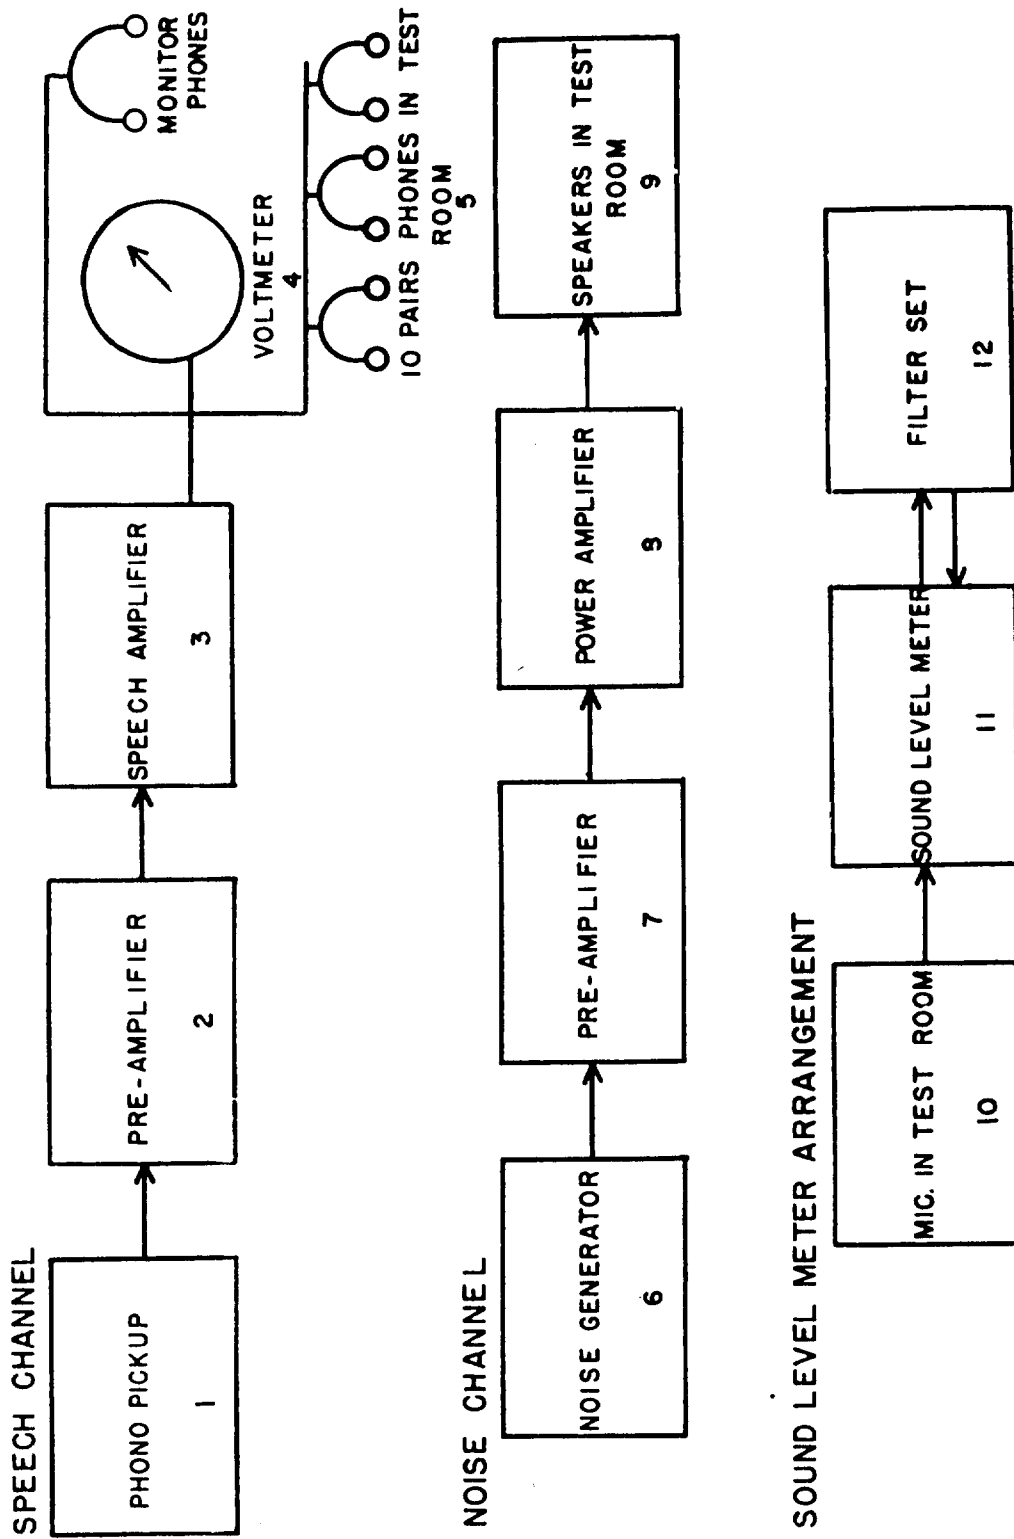 SPEECH CHANNEL
PHONO PICKUP
1
PRE-AMPLIFIER
2
SPEECH AMPLIFIER
3
VOLTMETER
4
MONITOR
PHONES
10 PAIRS PHONES IN TEST
ROOM
5
NOISE CHANNEL
NOISE GENERATOR
6
PRE-AMPLIFIER
7
POWER AMPLIFIER
8
SPEAKERS IN TEST
ROOM
9
SOUND LEVEL METER ARRANGEMENT
MIC. IN TEST ROOM
10
SOUND LEVEL METER
11
FILTER SET
12